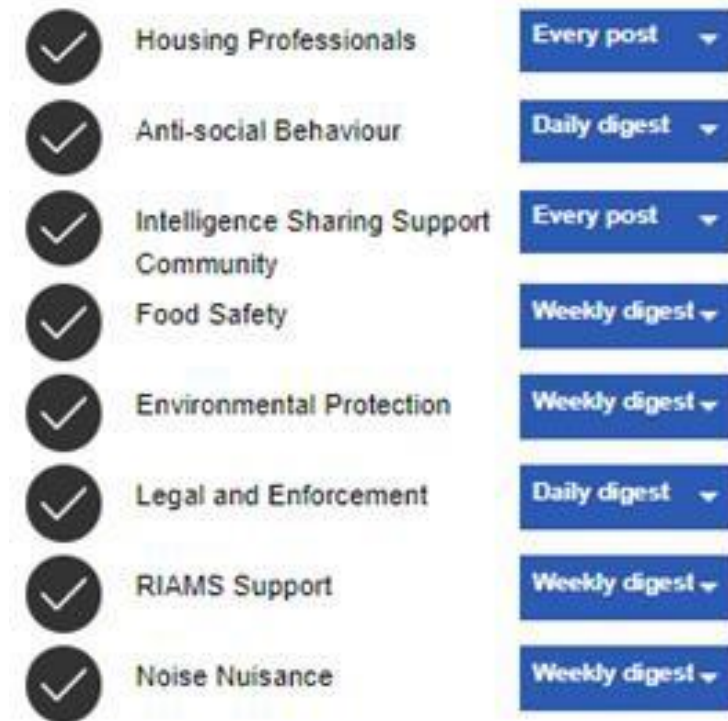 Housing Professionals Every post
Anti-social Behaviour Daily digest
Intelligence Sharing Support Every post
Community
Food Safety Weekly digest
Environmental Protection Weekly digest
Legal and Enforcement Daily digest
RIAMS Support Weekly digest
Noise Nuisance Weekly digest